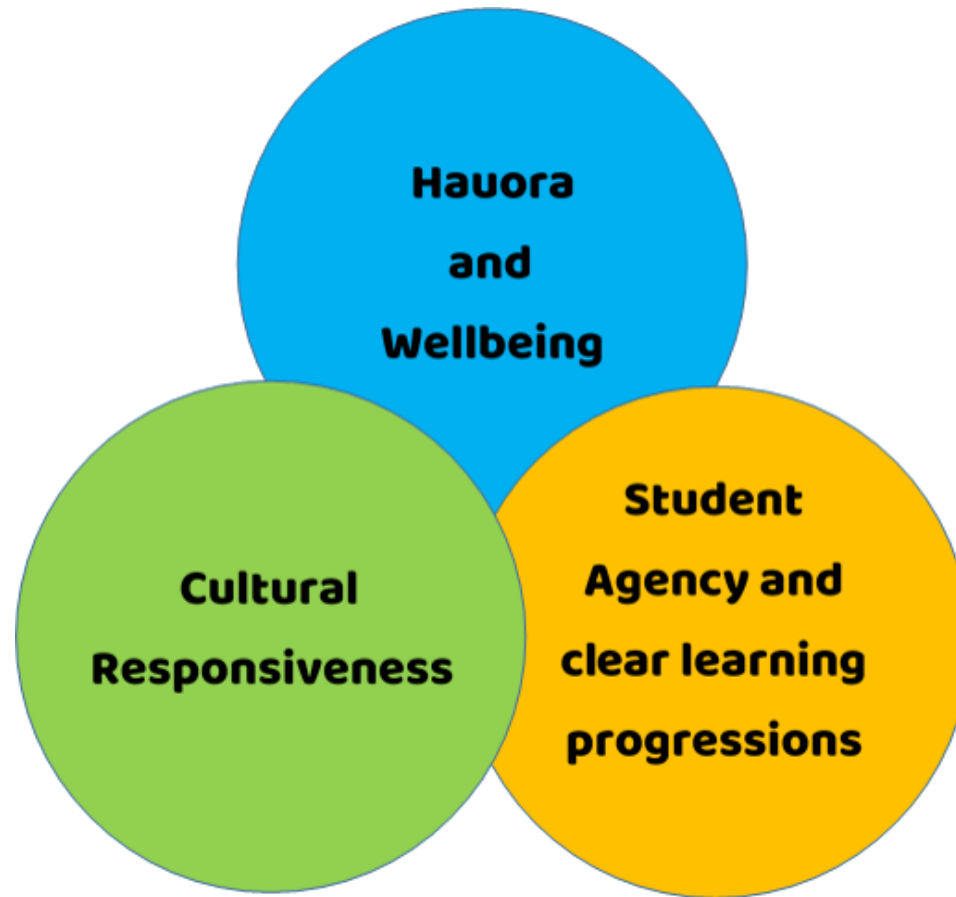 Hauora
and
Wellbeing
Cultural
Responsiveness
Student
Agency and
clear learning
progressions